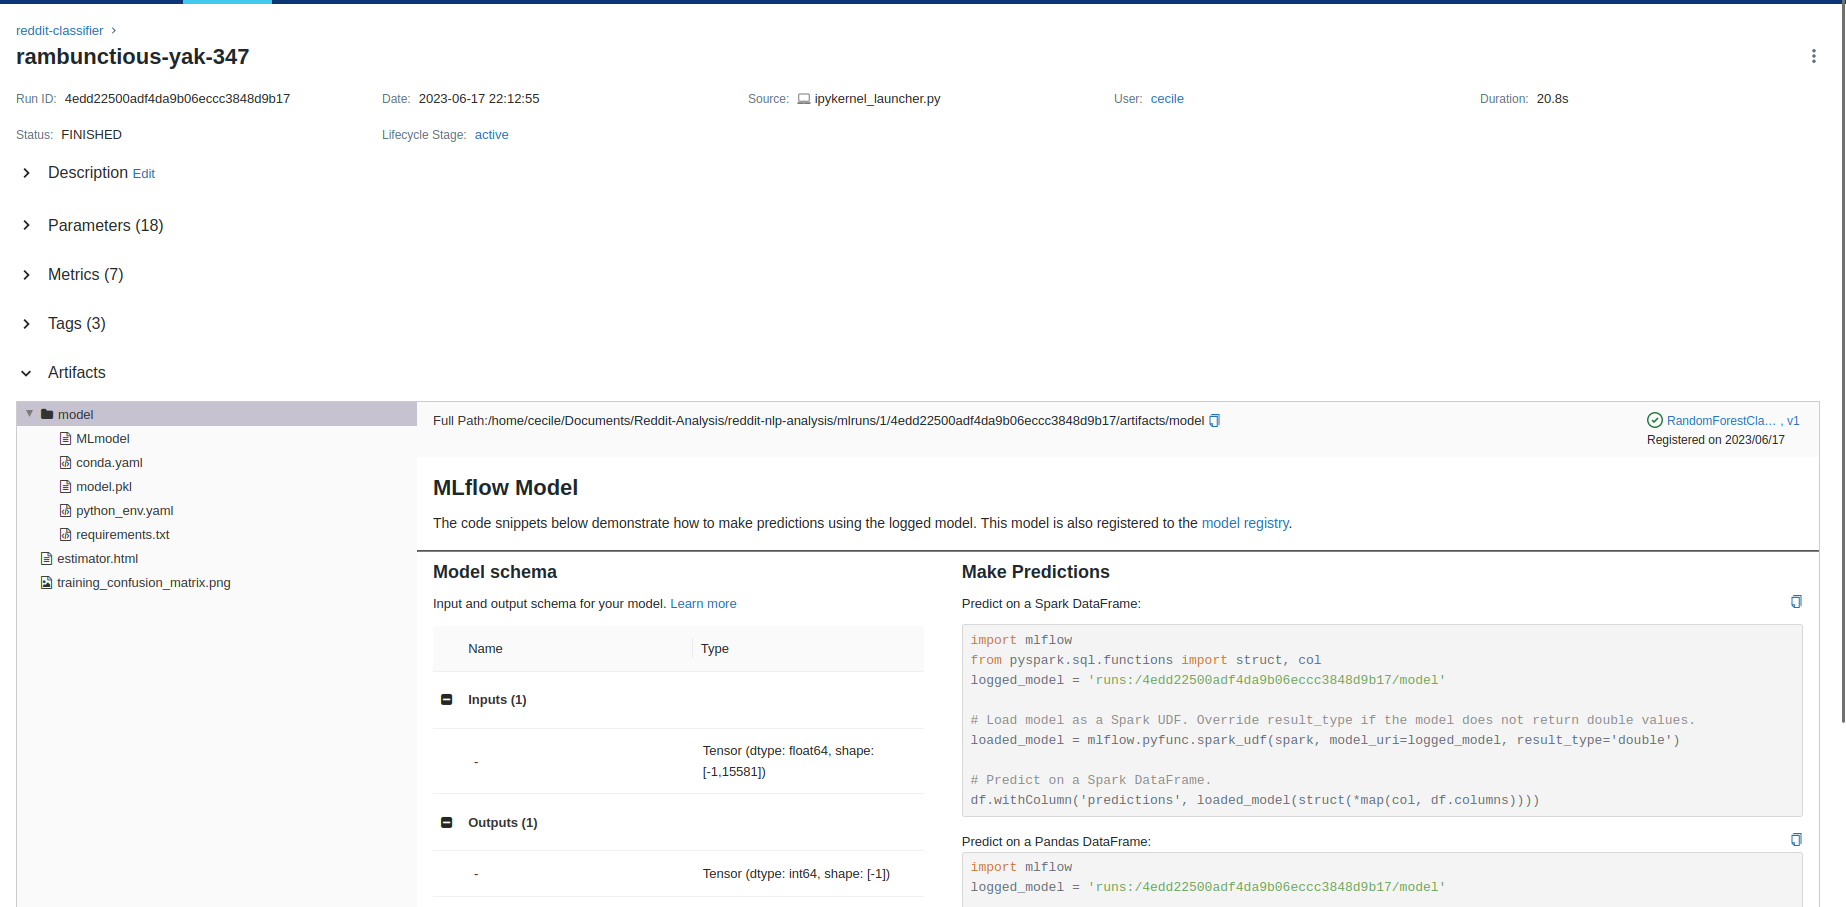 reddit-classifier
rambunctious-yak-347
Run ID: 4edd22500adf4da9b06eccc3848d9b17 Date: 2023-06-17 22:12:55 Source: ipykernel_launcher.py User: cecile Duration: 20.8s
Status: FINISHED Lifecycle Stage: active
Description Edit
Parameters (18)
Metrics (7)
Tags (3)
Artifacts
model
MLmodel
conda.yaml
model.pkl
python_env.yaml
requirements.txt
estimator.html
training_confusion_matrix.png
Full Path:/home/cecile/Documents/Reddit-Analysis/reddit-nlp-analysis/mlruns/1/4edd22500adf4da9b06eccc3848d9b17/artifacts/model
RandomForestCla... , v1
Registered on 2023/06/17
MLflow Model
The code snippets below demonstrate how to make predictions using the logged model. This model is also registered to the model registry.
Model schema
Input and output schema for your model. Learn more
Name Type
Inputs (1)
- Tensor (dtype: float64, shape:
[-1,15581])
Outputs (1)
- Tensor (dtype: int64, shape: [-1])
Make Predictions
Predict on a Spark DataFrame:
import mlflow
from pyspark.sql.functions import struct, col
logged_model = 'runs:/4edd22500adf4da9b06eccc3848d9b17/model'
# Load model as a Spark UDF. Override result_type if the model does not return double values.
loaded_model = mlflow.pyfunc.spark_udf(spark, model_uri=logged_model, result_type='double')
# Predict on a Spark DataFrame.
df.withColumn('predictions', loaded_model(struct(*map(col, df.columns))))
Predict on a Pandas DataFrame:
import mlflow
logged_model = 'runs:/4edd22500adf4da9b06eccc3848d9b17/model'